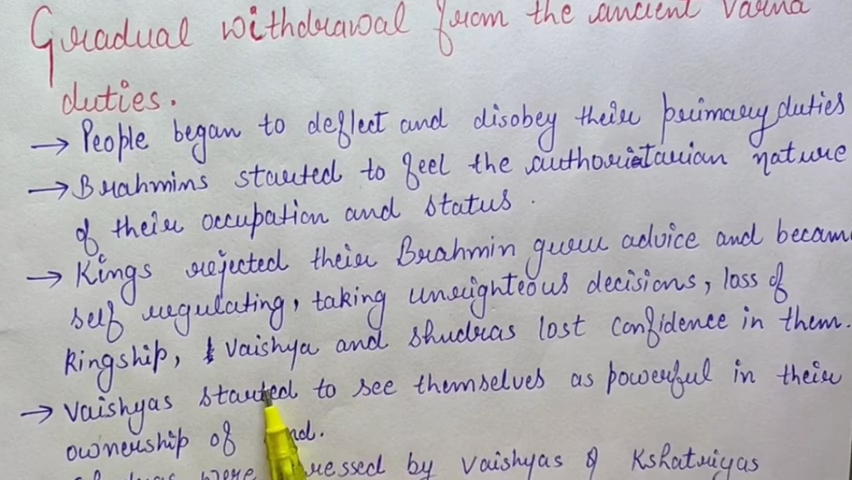 Gradual withdrawal from the ancient varna
duties.
→ People began to deflect and disobey their primary duties
→ Brahmins started to feel the authoritarian nature
of their occupation and status.
→ Kings rejected their Brahmin guru advice and becam
self regulating, taking unrighteous decisions, loss of
kingship, Vaishya and shudras lost confidence in them.
→ Vaishyas started to see themselves as powerful in their
ownership of
were ressed by Vaishyas & Kshatriyas